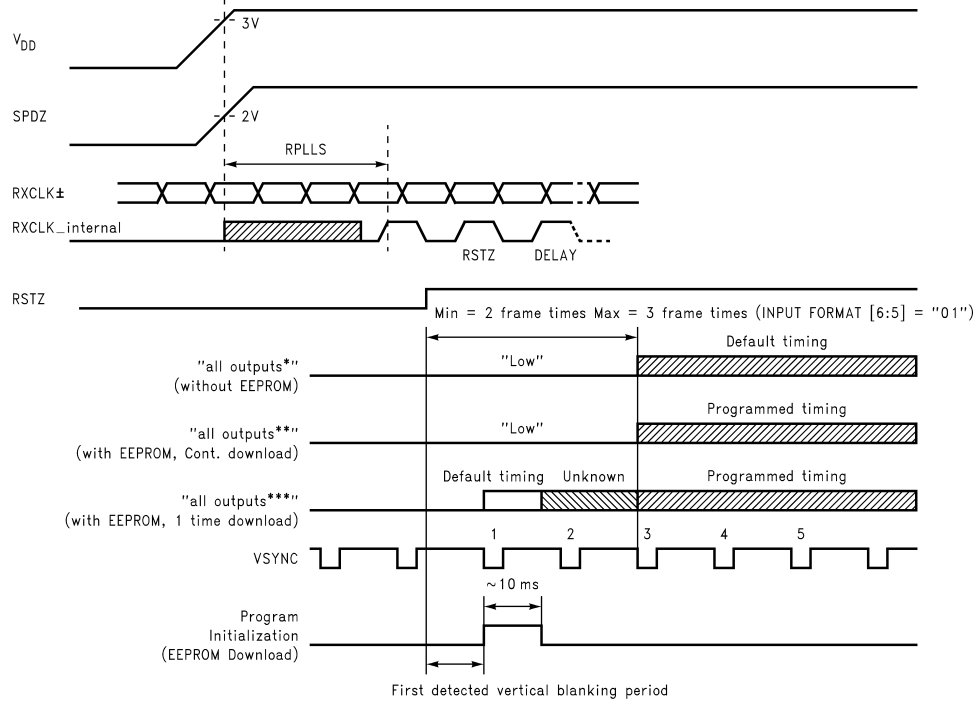 VDD
3V
SPDZ
2V
RPLLS
RXCLK±
RXCLK_internal
RSTZ DELAY
RSTZ
Min = 2 frame times Max = 3 frame times (INPUT FORMAT [6:5] = "01")
Default timing
"all outputs*"
(without EEPROM)
"Low"
Programmed timing
"all outputs**"
(with EEPROM, Cont. download)
"Low"
Default timing Unknown Programmed timing
"all outputs***"
(with EEPROM, 1 time download)
1 2 3 4 5
VSYNC
~10 ms
Program
Initialization
(EEPROM Download)
First detected vertical blanking period